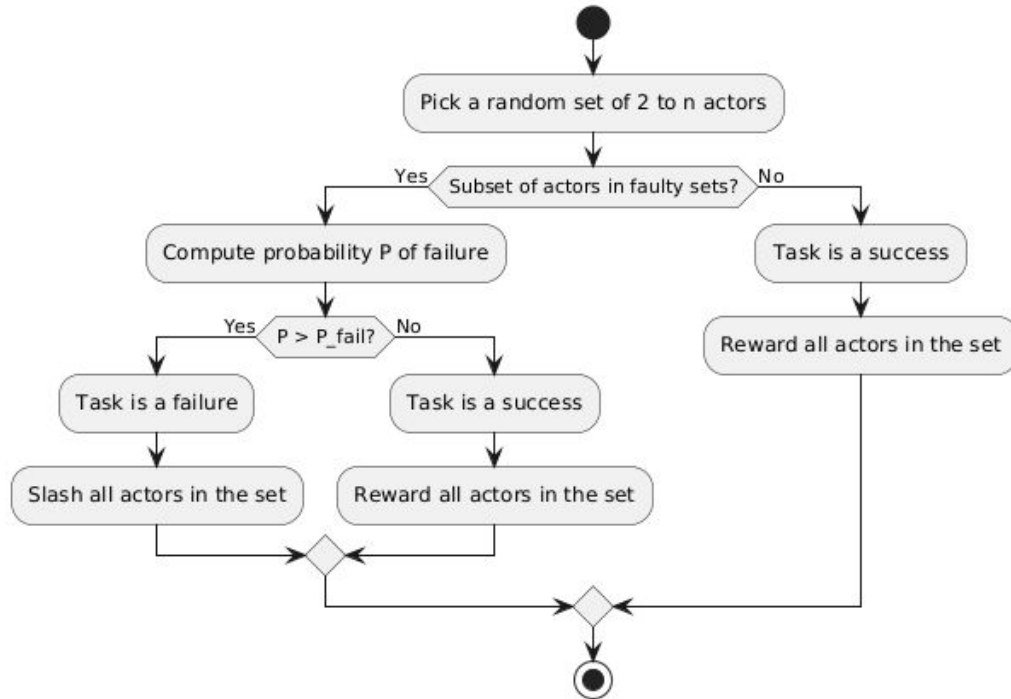 Pick a random set of 2 to n actors
Yes
Subset of actors in faulty sets?
No
Compute probability P of failure
Task is a success
Yes
P > P_fail?
No
Reward all actors in the set
Task is a failure
Task is a success
Slash all actors in the set
Reward all actors in the set